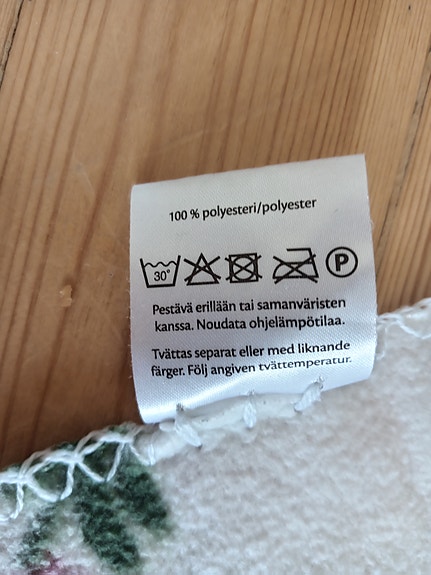 100 % polyesteri/polyester
30° P
Pestävä erillään tai samanväristen
kanssa. Noudata ohjelämpötilaa.
Tvättas separat eller med liknande
färger. Följ angiven tvättemperatur.